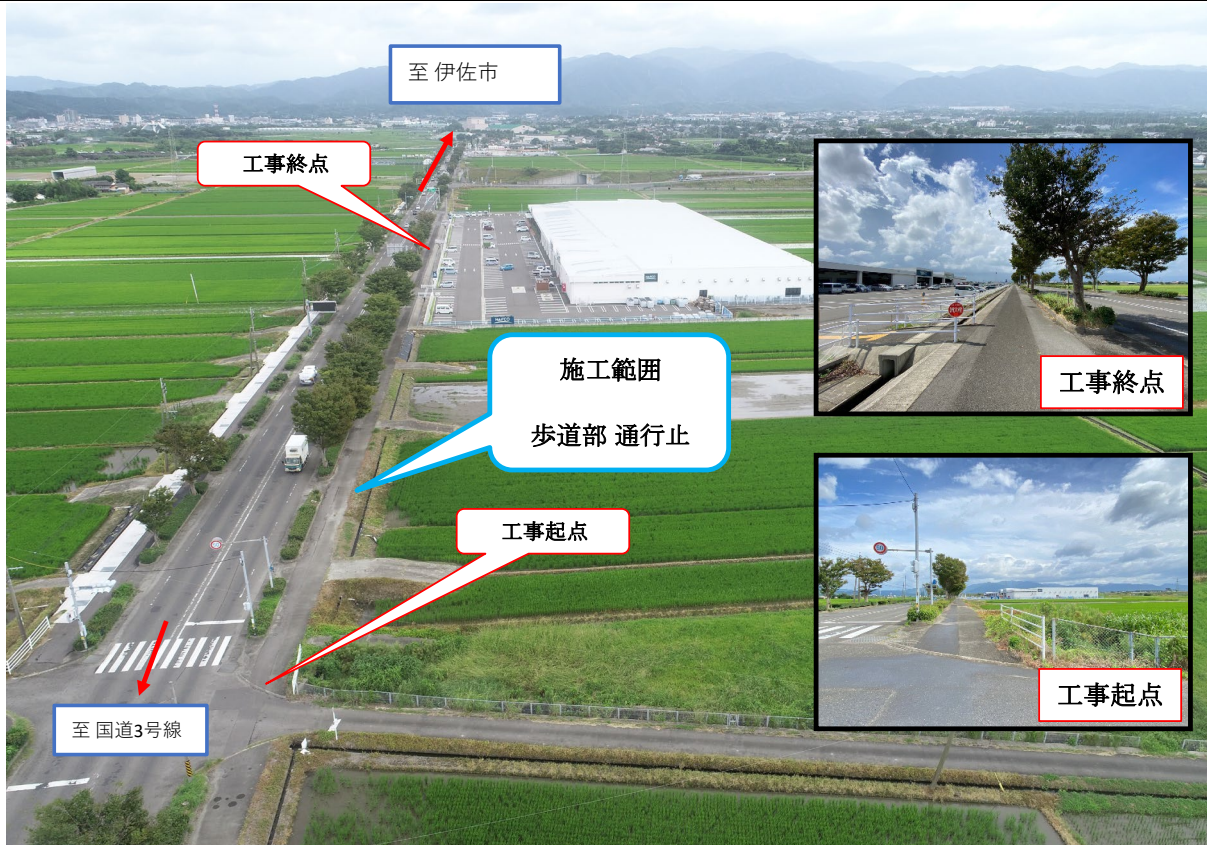 至 伊佐市
工事終点
施工範囲
歩道部 通行止
工事起点
至 国道3号線
工事終点
工事起点